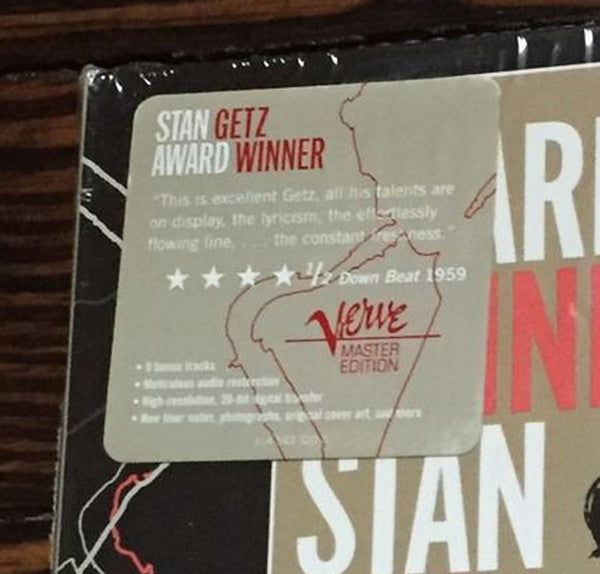 STAN GETZ
AWARD WINNER
"This is excellent Getz, all his talents are
on display, the lyricism, the effortlessly
flowing line, . . . the constant freshness."
★ ★ ★ ★ 1/2 Down Beat 1959
Verve
MASTER
EDITION
• bonus tracks
• Meticulous audio restoration
• High-resolution, 20-bit digital transfer
• New liner notes, photographs, original cover art, and more
STAN